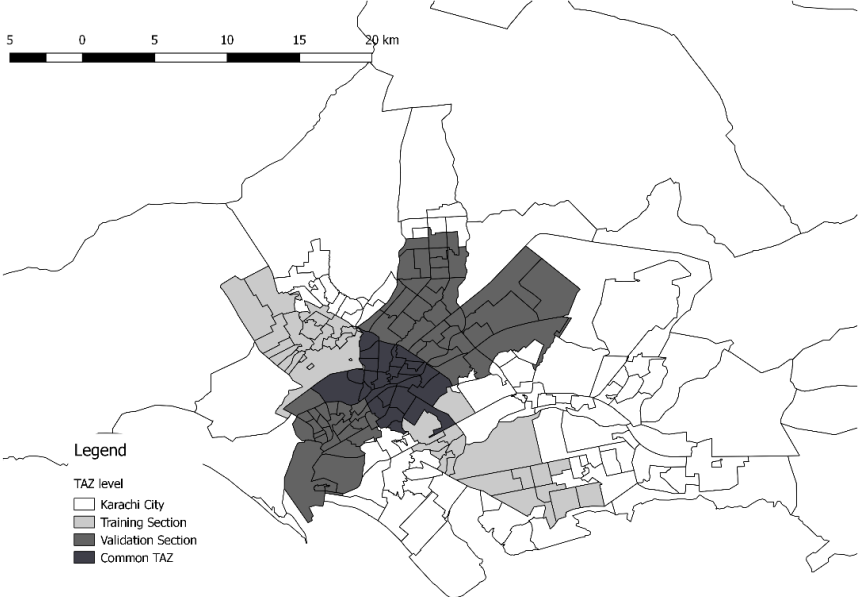 5 0 5 10 15 20 km
Legend
TAZ level
Karachi City
Training Section
Validation Section
Common TAZ